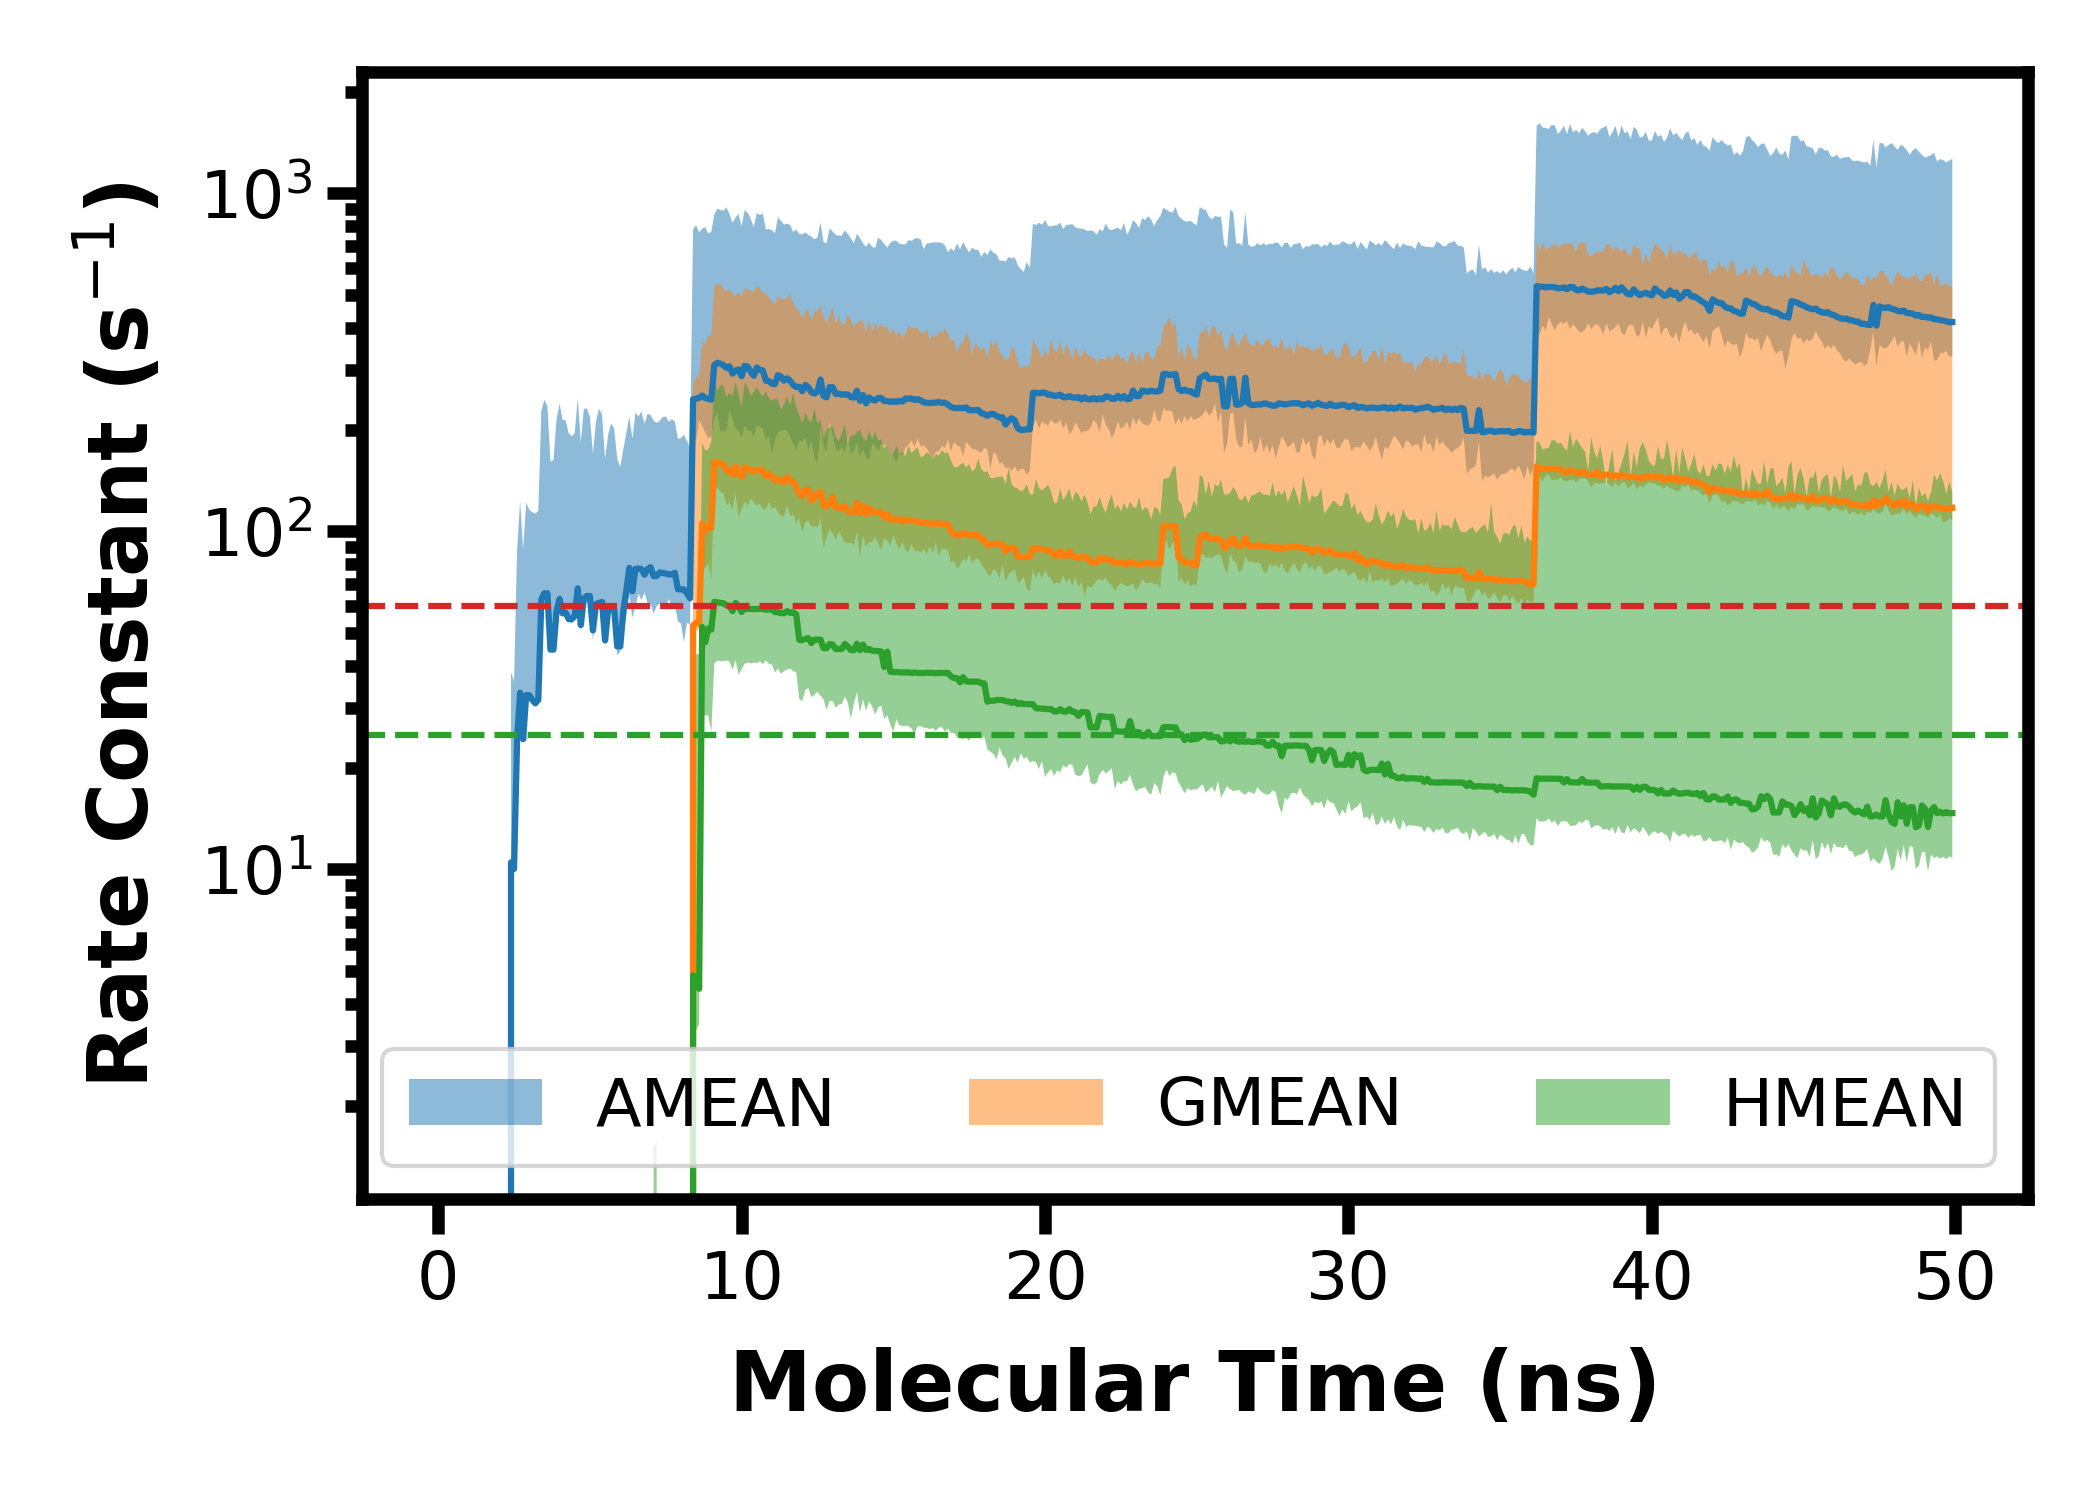 Rate Constant (s⁻¹)
10³
10²
10¹
AMEAN GMEAN HMEAN
0 10 20 30 40 50
Molecular Time (ns)